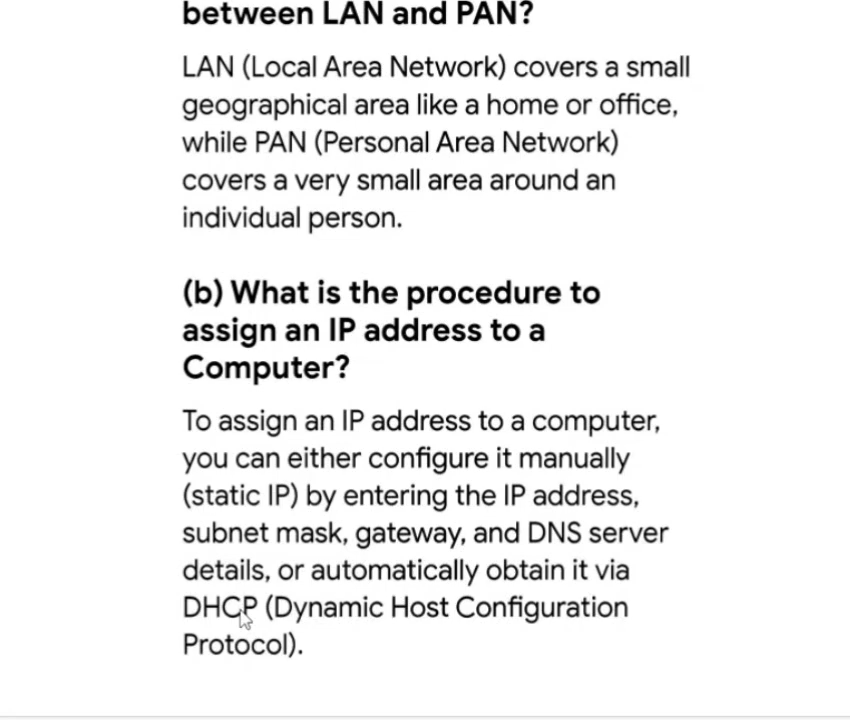 between LAN and PAN?
LAN (Local Area Network) covers a small
geographical area like a home or office,
while PAN (Personal Area Network)
covers a very small area around an
individual person.
(b) What is the procedure to
assign an IP address to a
Computer?
To assign an IP address to a computer,
you can either configure it manually
(static IP) by entering the IP address,
subnet mask, gateway, and DNS server
details, or automatically obtain it via
DHCP (Dynamic Host Configuration
Protocol).